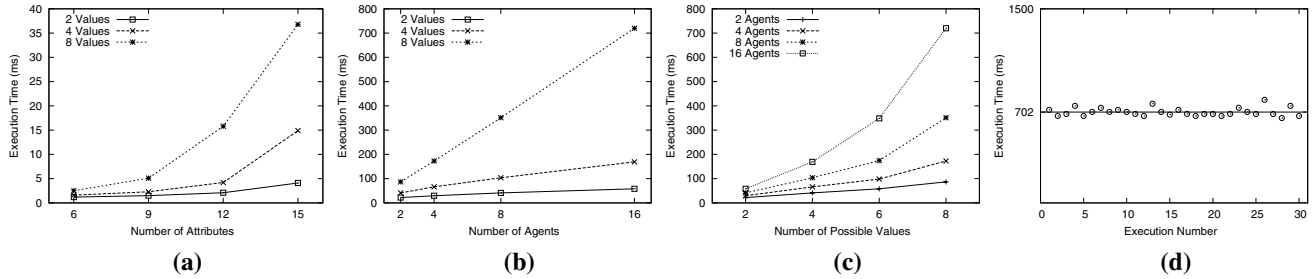 40
35
30
25
20
15
10
5
0
Execution Time (ms)
2 Values
4 Values
8 Values
6 9 12 15
Number of Attributes
(a)
800
700
600
500
400
300
200
100
0
Execution Time (ms)
2 Values
4 Values
8 Values
2 4 8 16
Number of Agents
(b)
800
700
600
500
400
300
200
100
0
Execution Time (ms)
2 Agents
4 Agents
8 Agents
16 Agents
2 4 6 8
Number of Possible Values
(c)
1500
702
Execution Time (ms)
0 5 10 15 20 25 30
Execution Number
(d)